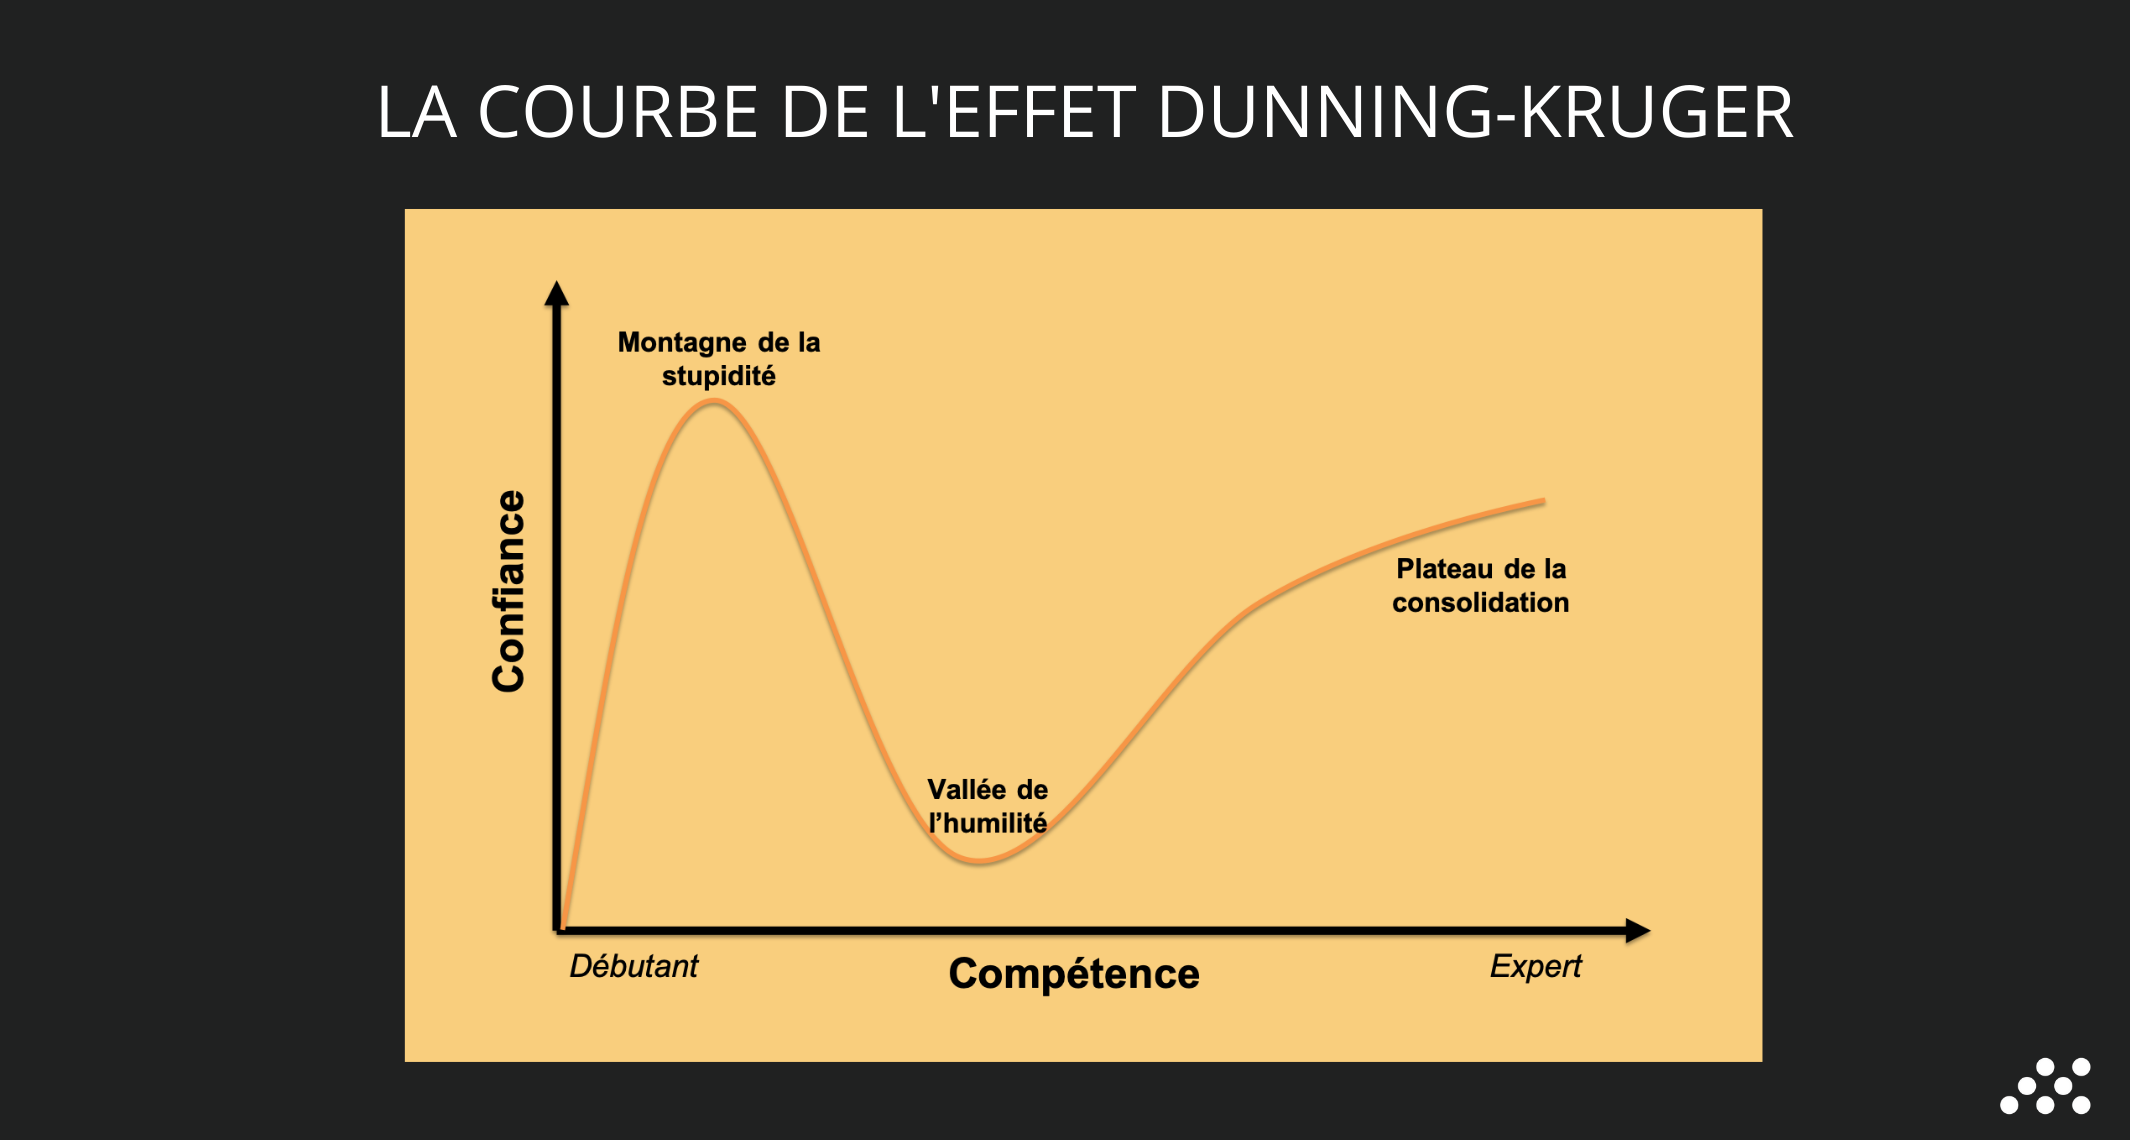 LA COURBE DE L'EFFET DUNNING-KRUGER
Montagne de la
stupidité
Confiance
Plateau de la
consolidation
Vallée de
l’humilité
Débutant
Compétence
Expert